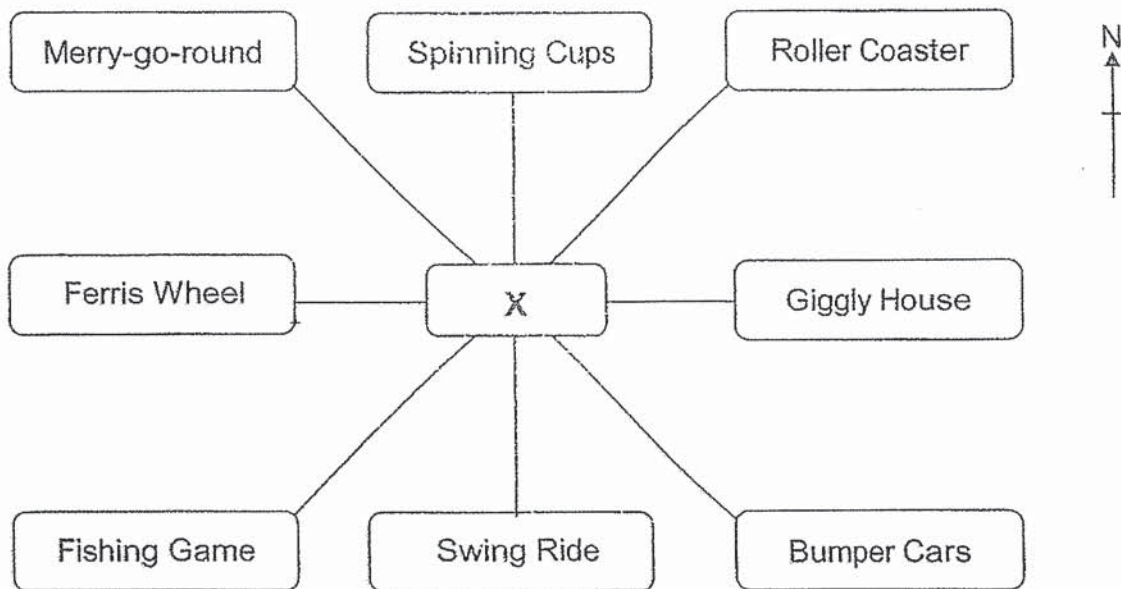 Merry-go-round
Spinning Cups
Roller Coaster
N
Ferris Wheel
X
Giggly House
Fishing Game
Swing Ride
Bumper Cars